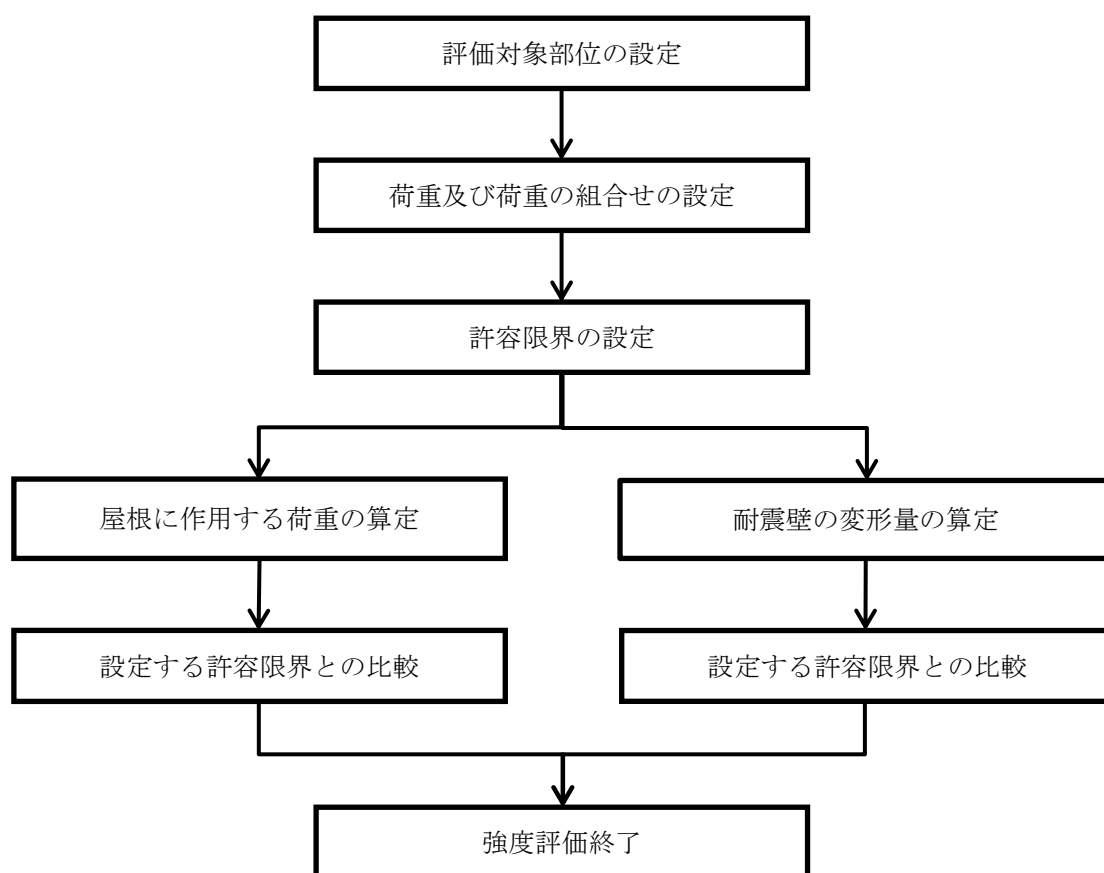 評価対象部位の設定
荷重及び荷重の組合せの設定
許容限界の設定
屋根に作用する荷重の算定
耐震壁の変形量の算定
設定する許容限界との比較
設定する許容限界との比較
強度評価終了